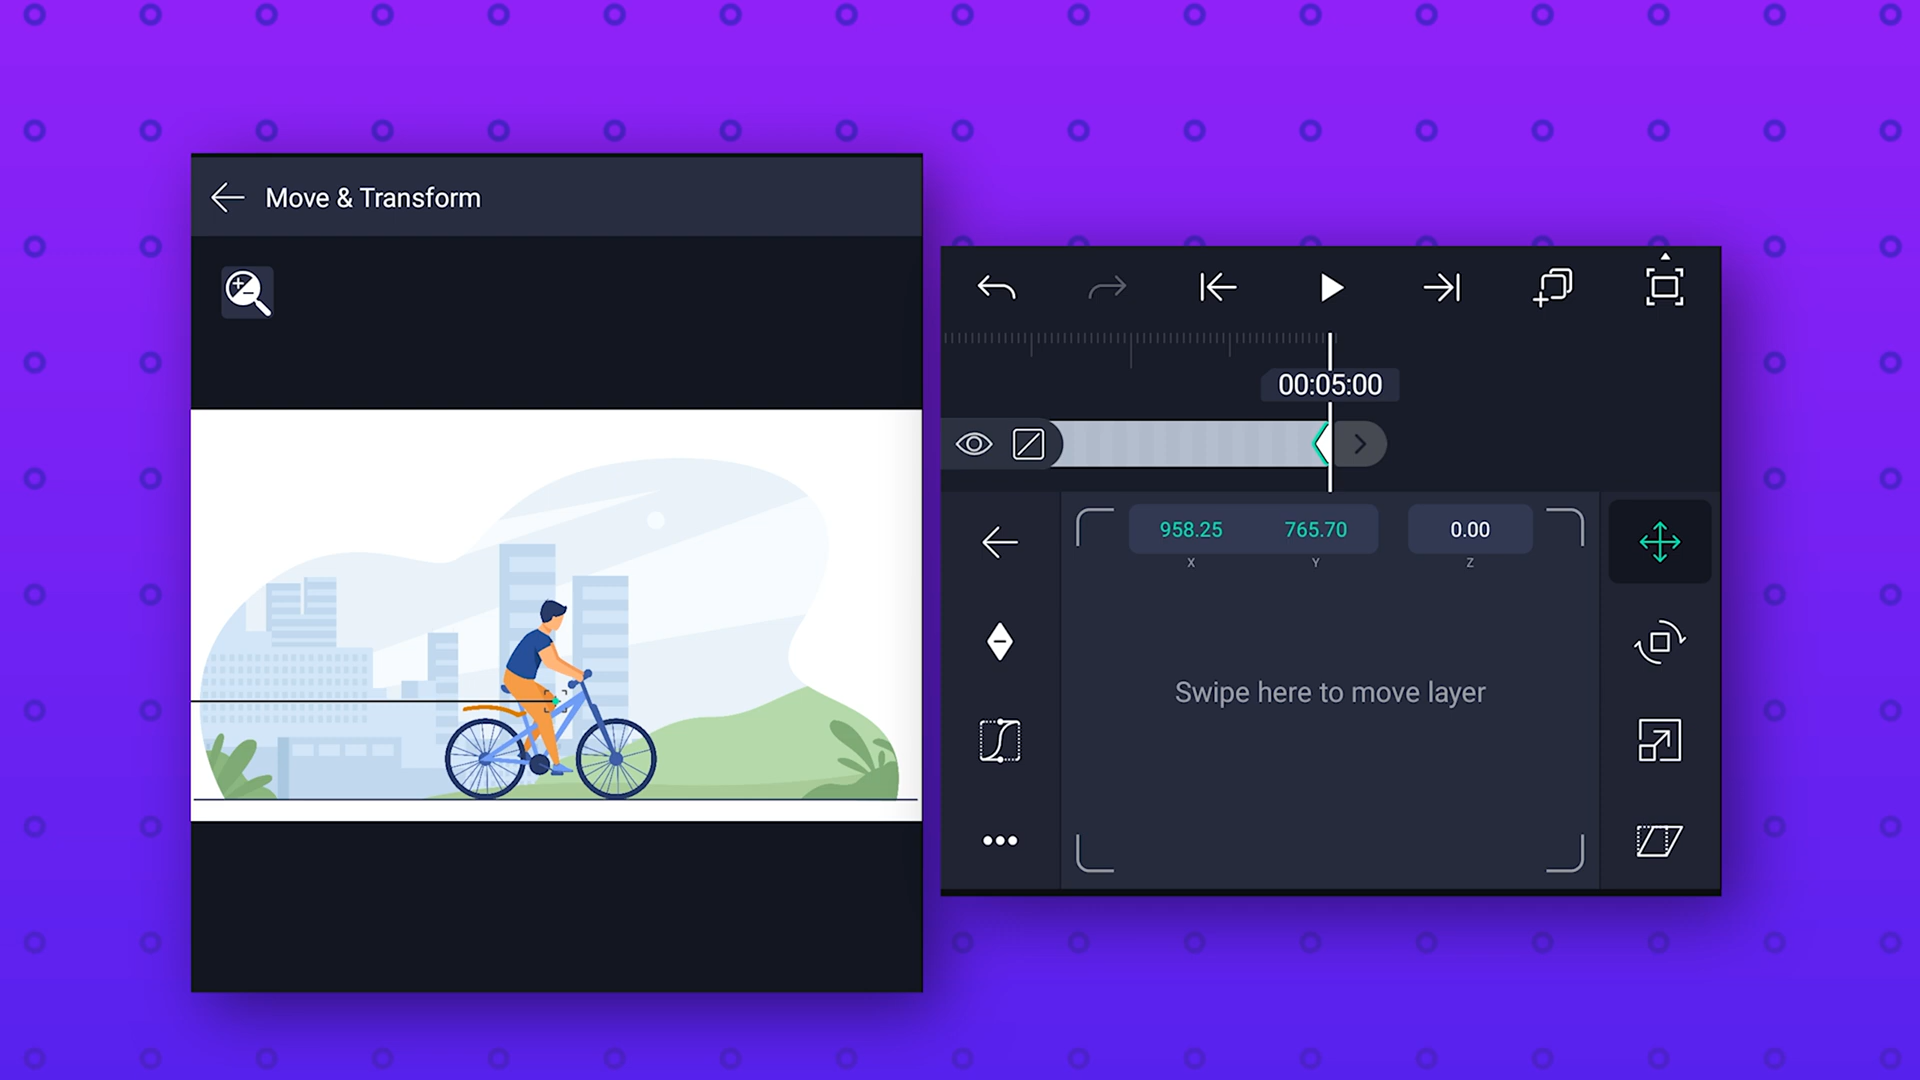 Move & Transform
00:05:00
958.25 765.70 0.00
X Y Z
Swipe here to move layer